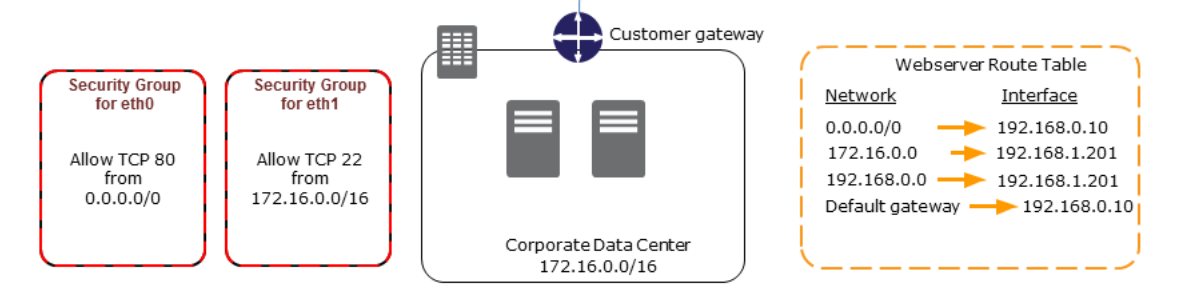 Customer gateway
Security Group
for eth0
Allow TCP 80
from
0.0.0.0/0
Security Group
for eth1
Allow TCP 22
from
172.16.0.0/16
Corporate Data Center
172.16.0.0/16
Webserver Route Table
Network Interface
0.0.0.0/0 192.168.0.10
172.16.0.0 192.168.1.201
192.168.0.0 192.168.1.201
Default gateway 192.168.0.10